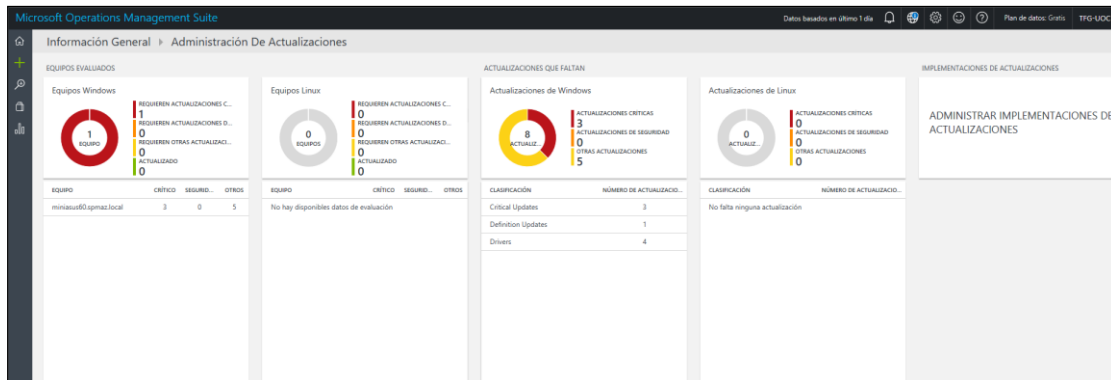 Microsoft Operations Management Suite
Datos basados en último 1 día
Plan de datos: Gratis
TFG-UOC
Información General
Administración De Actualizaciones
EQUIPOS EVALUADOS
Equipos Windows
1
EQUIPO
REQUIEREN ACTUALIZACIONES C...
1
REQUIEREN ACTUALIZACIONES D...
0
REQUIEREN OTRAS ACTUALIZACI...
0
ACTUALIZADO
0
EQUIPO CRÍTICO SEGURID... OTROS
miniasus60.spmaz.local 3 0 5
Equipos Linux
0
EQUIPOS
REQUIEREN ACTUALIZACIONES C...
0
REQUIEREN ACTUALIZACIONES D...
0
REQUIEREN OTRAS ACTUALIZACI...
0
ACTUALIZADO
0
EQUIPO CRÍTICO SEGURID... OTROS
No hay disponibles datos de evaluación
ACTUALIZACIONES QUE FALTAN
Actualizaciones de Windows
8
ACTUALIZ...
ACTUALIZACIONES CRÍTICAS
3
ACTUALIZACIONES DE SEGURIDAD
0
OTRAS ACTUALIZACIONES
5
CLASIFICACIÓN NÚMERO DE ACTUALIZACIO...
Critical Updates 3
Definition Updates 1
Drivers 4
Actualizaciones de Linux
0
ACTUALIZ...
ACTUALIZACIONES CRÍTICAS
0
ACTUALIZACIONES DE SEGURIDAD
0
OTRAS ACTUALIZACIONES
0
CLASIFICACIÓN NÚMERO DE ACTUALIZACIO...
No falta ninguna actualización
IMPLEMENTACIONES DE ACTUALIZACIONES
ADMINISTRAR IMPLEMENTACIONES DE
ACTUALIZACIONES